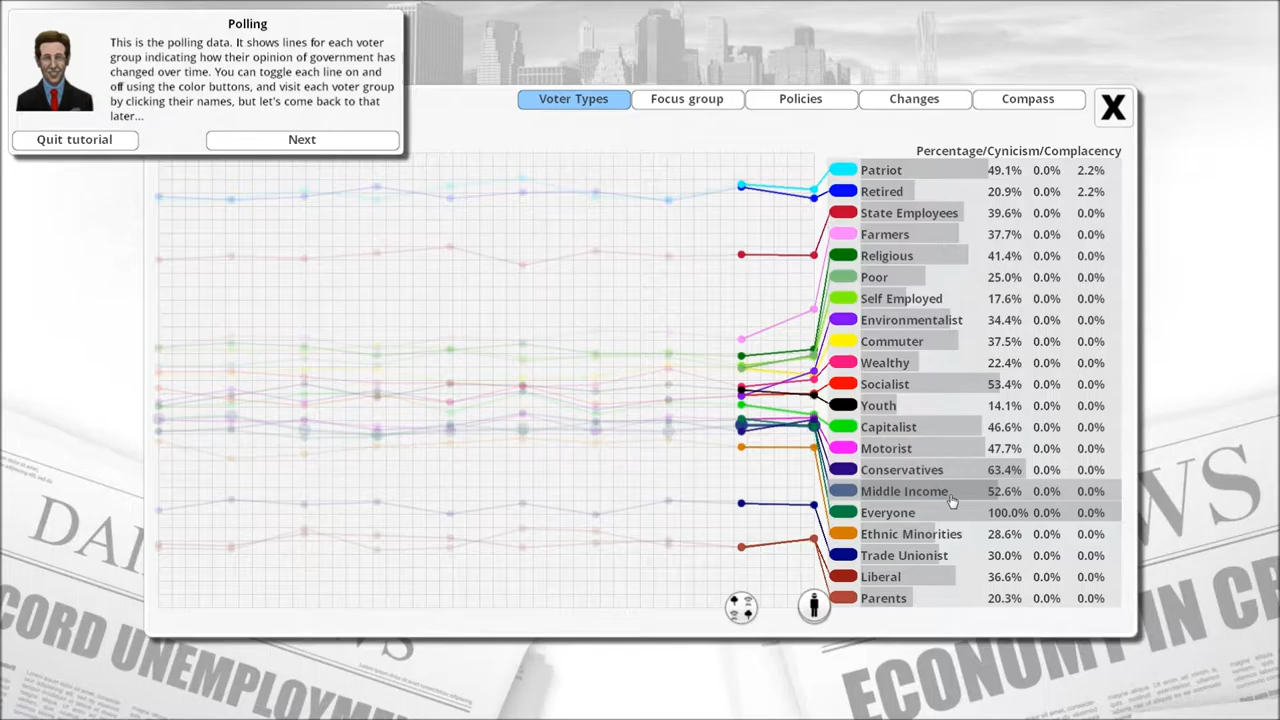 Polling
This is the polling data. It shows lines for each voter
group indicating how their opinion of government has
changed over time. You can toggle each line on and
off using the color buttons, and visit each voter group
by clicking their names, but let's come back to that
later...
Quit tutorial
Next
Voter Types
Focus group
Policies
Changes
Compass
X
Percentage/Cynicism/Complacency
Patriot 49.1% 0.0% 2.2%
Retired 20.9% 0.0% 2.2%
State Employees 39.6% 0.0% 0.0%
Farmers 37.7% 0.0% 0.0%
Religious 41.4% 0.0% 0.0%
Poor 25.0% 0.0% 0.0%
Self Employed 17.6% 0.0% 0.0%
Environmentalist 34.4% 0.0% 0.0%
Commuter 37.5% 0.0% 0.0%
Wealthy 22.4% 0.0% 0.0%
Socialist 53.4% 0.0% 0.0%
Youth 14.1% 0.0% 0.0%
Capitalist 46.6% 0.0% 0.0%
Motorist 47.7% 0.0% 0.0%
Conservatives 63.4% 0.0% 0.0%
Middle Income 52.6% 0.0% 0.0%
Everyone 100.0% 0.0% 0.0%
Ethnic Minorities 28.6% 0.0% 0.0%
Trade Unionist 30.0% 0.0% 0.0%
Liberal 36.6% 0.0% 0.0%
Parents 20.3% 0.0% 0.0%
DAI
WS
CORD UNEMPLOYM
ECONOMY IN CR